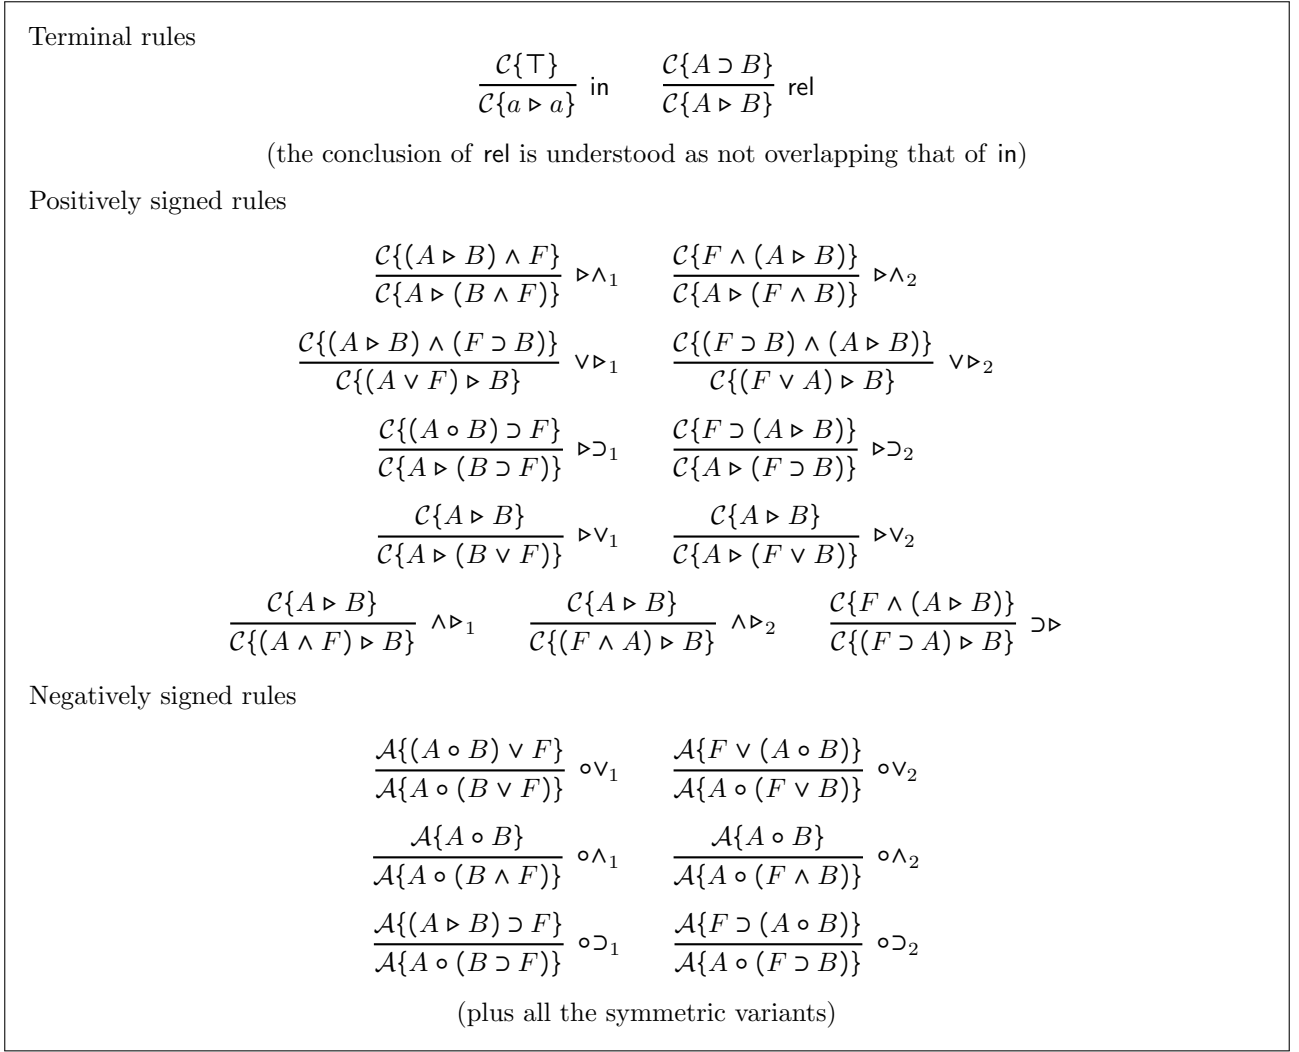 Terminal rules
𝒞{⊤} / 𝒞{a ▹ a} in    𝒞{A ⊃ B} / 𝒞{A ▹ B} rel
(the conclusion of rel is understood as not overlapping that of in)
Positively signed rules
𝒞{(A ▹ B) ∧ F} / 𝒞{A ▹ (B ∧ F)} ▹∧₁    𝒞{F ∧ (A ▹ B)} / 𝒞{A ▹ (F ∧ B)} ▹∧₂
𝒞{(A ▹ B) ∧ (F ⊃ B)} / 𝒞{(A ∨ F) ▹ B} ∨▹₁    𝒞{(F ⊃ B) ∧ (A ▹ B)} / 𝒞{(F ∨ A) ▹ B} ∨▹₂
𝒞{(A ∘ B) ⊃ F} / 𝒞{A ▹ (B ⊃ F)} ▹⊃₁    𝒞{F ⊃ (A ▹ B)} / 𝒞{A ▹ (F ⊃ B)} ▹⊃₂
𝒞{A ▹ B} / 𝒞{A ▹ (B ∨ F)} ▹∨₁    𝒞{A ▹ B} / 𝒞{A ▹ (F ∨ B)} ▹∨₂
𝒞{A ▹ B} / 𝒞{(A ∧ F) ▹ B} ∧▹₁    𝒞{A ▹ B} / 𝒞{(F ∧ A) ▹ B} ∧▹₂    𝒞{F ∧ (A ▹ B)} / 𝒞{(F ⊃ A) ▹ B} ⊃▹
Negatively signed rules
𝒜{(A ∘ B) ∨ F} / 𝒜{A ∘ (B ∨ F)} ∘∨₁    𝒜{F ∨ (A ∘ B)} / 𝒜{A ∘ (F ∨ B)} ∘∨₂
𝒜{A ∘ B} / 𝒜{A ∘ (B ∧ F)} ∘∧₁    𝒜{A ∘ B} / 𝒜{A ∘ (F ∧ B)} ∘∧₂
𝒜{(A ▹ B) ⊃ F} / 𝒜{A ∘ (B ⊃ F)} ∘⊃₁    𝒜{F ⊃ (A ∘ B)} / 𝒜{A ∘ (F ⊃ B)} ∘⊃₂
(plus all the symmetric variants)